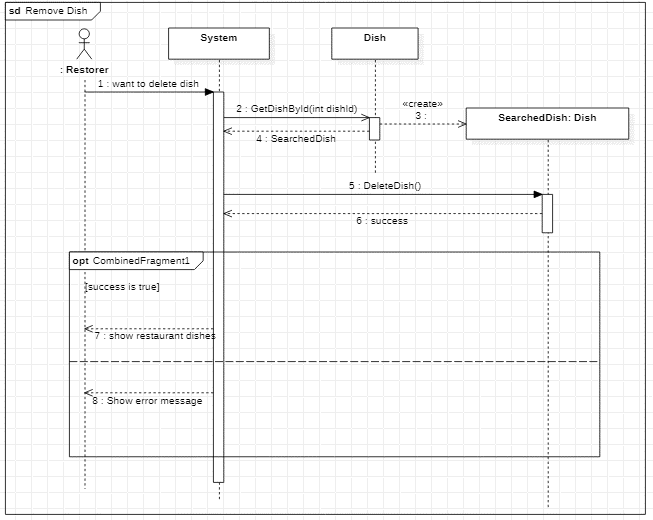 sd Remove Dish
System
Dish
: Restorer
1 : want to delete dish
2 : GetDishById(int dishId)
«create»
3 :
SearchedDish: Dish
4 : SearchedDish
5 : DeleteDish()
6 : success
opt CombinedFragment1
[success is true]
7 : show restaurant dishes
8 : Show error message